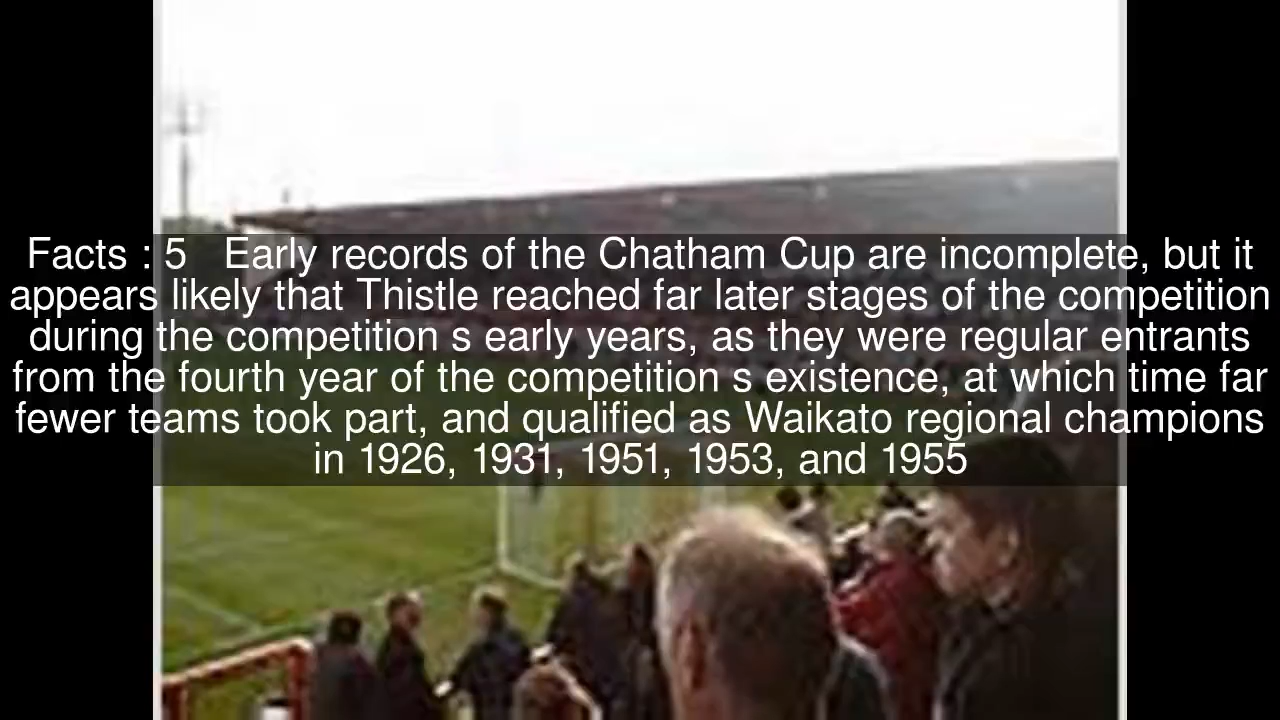 Facts : 5 Early records of the Chatham Cup are incomplete, but it
appears likely that Thistle reached far later stages of the competition
during the competition s early years, as they were regular entrants
from the fourth year of the competition s existence, at which time far
fewer teams took part, and qualified as Waikato regional champions
in 1926, 1931, 1951, 1953, and 1955